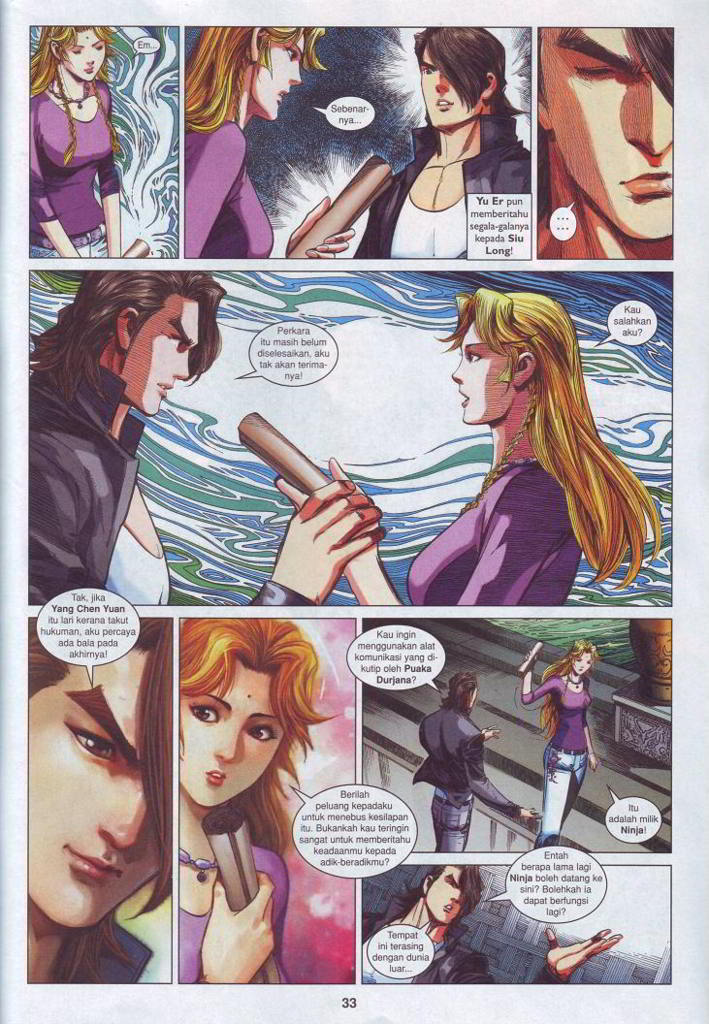 Em...
Sebenar-
nya...
Yu Er pun
memberitahu
segala-galanya
kepada Siu
Long!
...
...
Perkara
itu masih belum
diselesaikan, aku
tak akan terima-
nya!
Kau
salahkan
aku?
Tak, jika
Yang Chen Yuan
itu lari kerana takut
hukuman, aku percaya
ada bala pada
akhirnya!
Berilah
peluang kepadaku
untuk menebus kesilapan
itu. Bukankah kau teringin
sangat untuk memberitahu
keadaanmu kepada
adik-beradikmu?
Kau ingin
menggunakan alat
komunikasi yang di-
kutip oleh Puaka
Durjana?
Itu
adalah milik
Ninja!
Entah
berapa lama lagi
Ninja boleh datang ke
sini? Bolehkah ia
dapat berfungsi
lagi?
Tempat
ini terasing
dengan dunia
luar...
33